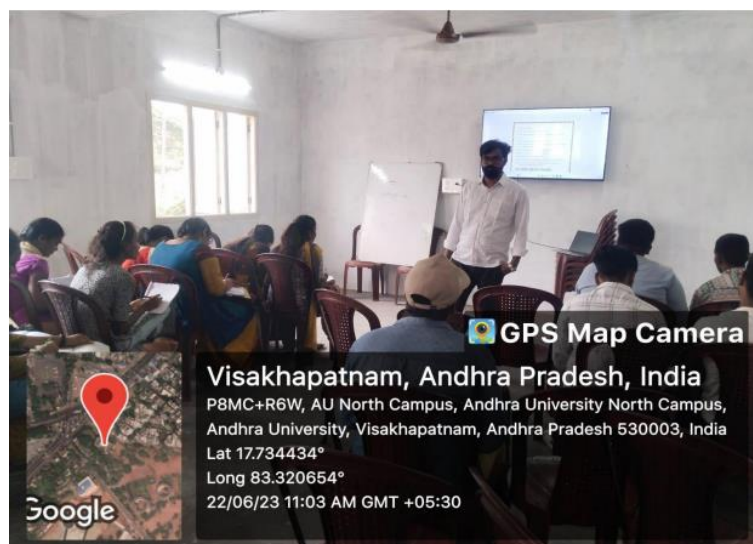 GPS Map Camera
Visakhapatnam, Andhra Pradesh, India
P8MC+R6W, AU North Campus, Andhra University North Campus,
Andhra University, Visakhapatnam, Andhra Pradesh 530003, India
Lat 17.734434°
Long 83.320654°
22/06/23 11:03 AM GMT +05:30
Google